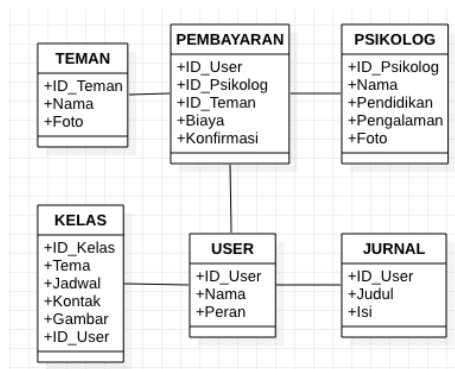 TEMAN
+ID_Teman
+Nama
+Foto
PEMBAYARAN
+ID_User
+ID_Psikolog
+ID_Teman
+Biaya
+Konfirmasi
PSIKOLOG
+ID_Psikolog
+Nama
+Pendidikan
+Pengalaman
+Foto
KELAS
+ID_Kelas
+Tema
+Jadwal
+Kontak
+Gambar
+ID_User
USER
+ID_User
+Nama
+Peran
JURNAL
+ID_User
+Judul
+Isi